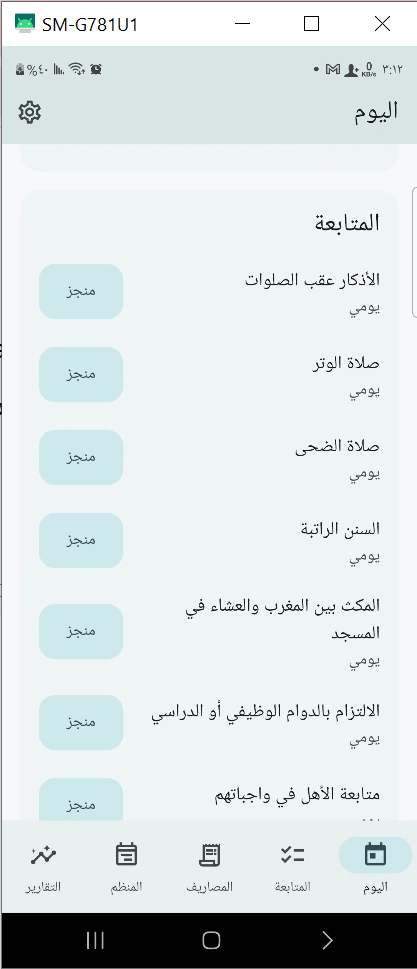 SM-G781U1
٣:١٢
0
KB/s
٤٠%
اليوم
المتابعة
الأذكار عقب الصلوات
يومي
منجز
صلاة الوتر
يومي
منجز
صلاة الضحى
يومي
منجز
السنن الراتبة
يومي
منجز
المكث بين المغرب والعشاء في
المسجد
يومي
منجز
الالتزام بالدوام الوظيفي أو الدراسي
يومي
منجز
متابعة الأهل في واجباتهم
منجز
اليوم
المتابعة
المصاريف
المنظم
التقارير